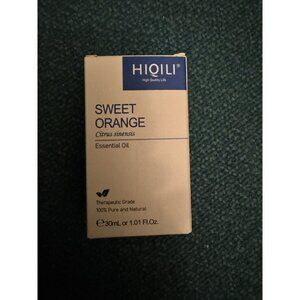 HIQILI®
High Quality Life
SWEET
ORANGE
Citrus sinensis
Essential Oil
Therapeutic Grade
100% Pure and Natural
℮30mL or 1.01 Fl.Oz.